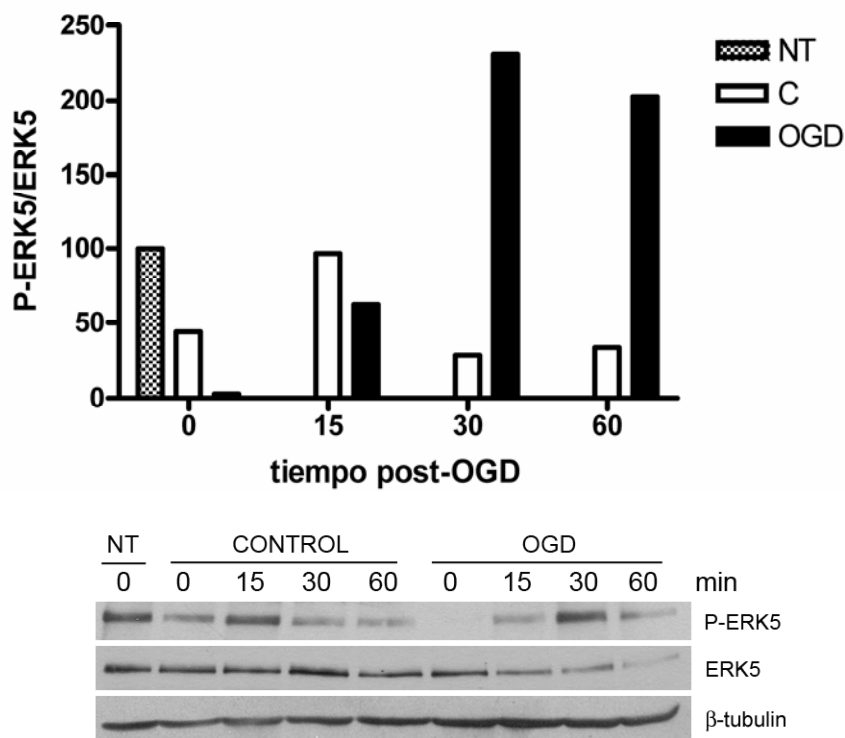 250
200
150
100
50
0
P-ERK5/ERK5
NT
C
OGD
0 15 30 60
tiempo post-OGD
NT CONTROL OGD
0 0 15 30 60 0 15 30 60 min
P-ERK5
ERK5
β-tubulin